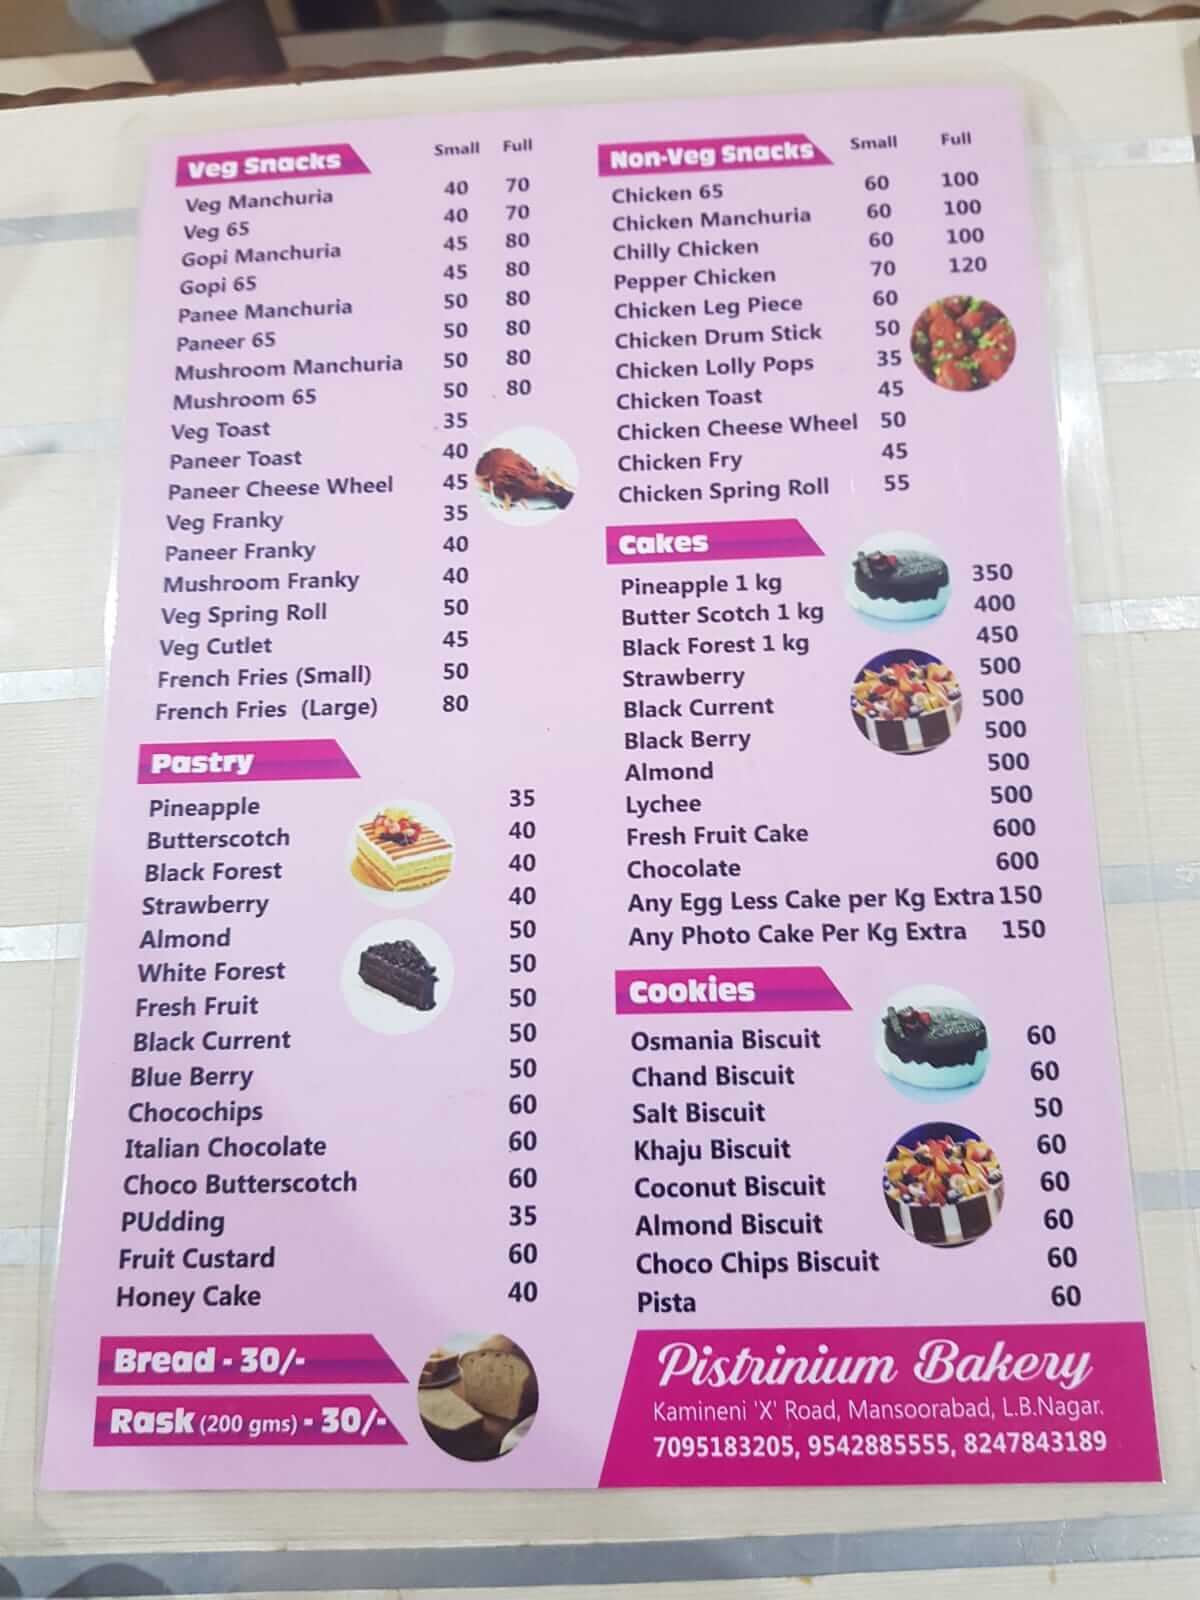 Veg Snacks Small Full
Veg Manchuria 40 70
Veg 65 40 70
Gopi Manchuria 45 80
Gopi 65 45 80
Panee Manchuria 50 80
Paneer 65 50 80
Mushroom Manchuria 50 80
Mushroom 65 50 80
Veg Toast 35
Paneer Toast 40
Paneer Cheese Wheel 45
Veg Franky 35
Paneer Franky 40
Mushroom Franky 40
Veg Spring Roll 50
Veg Cutlet 45
French Fries (Small) 50
French Fries (Large) 80
Pastry
Pineapple 35
Butterscotch 40
Black Forest 40
Strawberry 40
Almond 50
White Forest 50
Fresh Fruit 50
Black Current 50
Blue Berry 50
Chocochips 60
Italian Chocolate 60
Choco Butterscotch 60
PUdding 35
Fruit Custard 60
Honey Cake 40
Bread - 30/-
Rask (200 gms) - 30/-
Non-Veg Snacks Small Full
Chicken 65 60 100
Chicken Manchuria 60 100
Chilly Chicken 60 100
Pepper Chicken 70 120
Chicken Leg Piece 60
Chicken Drum Stick 50
Chicken Lolly Pops 35
Chicken Toast 45
Chicken Cheese Wheel 50
Chicken Fry 45
Chicken Spring Roll 55
Cakes
Pineapple 1 kg 350
Butter Scotch 1 kg 400
Black Forest 1 kg 450
Strawberry 500
Black Current 500
Black Berry 500
Almond 500
Lychee 500
Fresh Fruit Cake 600
Chocolate 600
Any Egg Less Cake per Kg Extra 150
Any Photo Cake Per Kg Extra 150
Cookies
Osmania Biscuit 60
Chand Biscuit 60
Salt Biscuit 50
Khaju Biscuit 60
Coconut Biscuit 60
Almond Biscuit 60
Choco Chips Biscuit 60
Pista 60
Pistrinium Bakery
Kamineni 'X' Road, Mansoorabad, L.B.Nagar.
7095183205, 9542885555, 8247843189